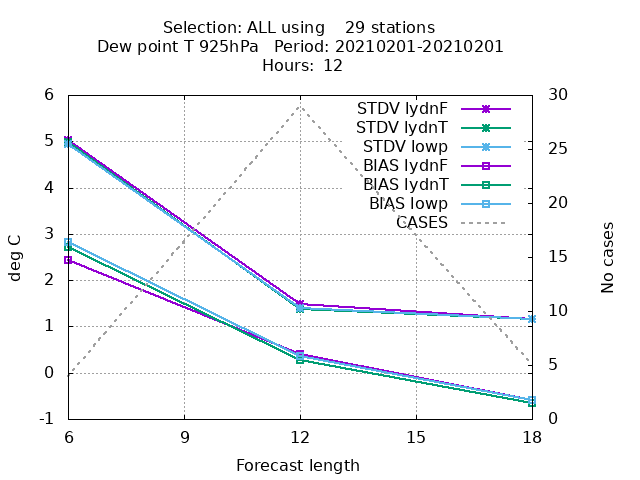 Selection: ALL using    29 stations
Dew point T 925hPa   Period: 20210201-20210201
Hours: 12
STDV lydnF
STDV lydnT
STDV lowp
BIAS lydnF
BIAS lydnT
BIAS lowp
CASES
6
5
4
3
2
1
0
-1
deg C
30
25
20
15
10
5
0
No cases
6 9 12 15 18
Forecast length